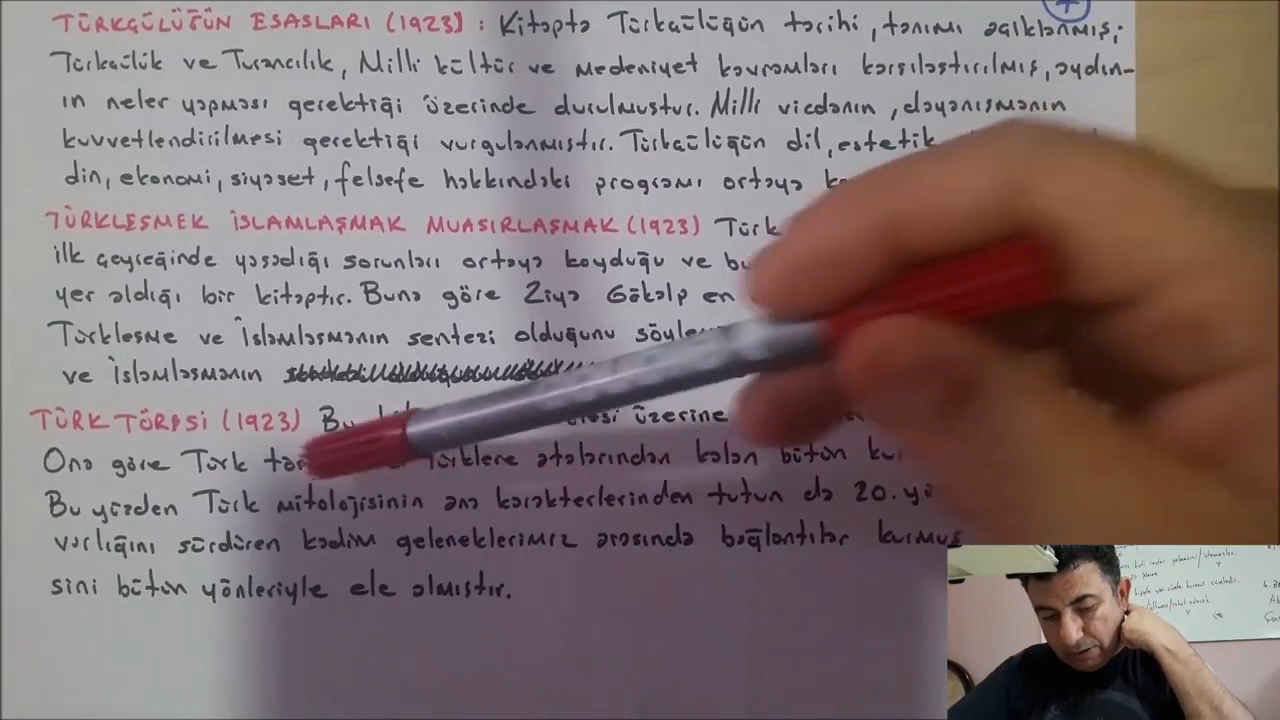 TÜRKÇÜLÜĞÜN ESASLARI (1923) : Kitapta Türkçülüğün tarihi, tanımı açıklanmış;
Türkçülük ve Turancılık, Milli kültür ve medeniyet kavramları karşılaştırılmış, aydın-
ın neler yapması gerektiği üzerinde durulmuştur. Milli vicdanın, dayanışmanın
kuvvetlendirilmesi gerektiği vurgulanmıştır. Türkçülüğün dil, estetik
din, ekonomi, siyaset, felsefe hakkındaki programı ortaya
TÜRKLEŞMEK İSLAMLAŞMAK MUASIRLAŞMAK (1923) Türk
ilk çeyreğinde yaşadığı sorunları ortaya koyduğu ve
yer aldığı bir kitaptır. Buna göre Ziya Gökalp en
Türkleşme ve İslamlaşmanın sentezi olduğunu
ve İslamlaşmanın
TÜRK TÖRESİ (1923) Bu üzerine
Ona göre Türk Türklere atalarından kalan bütün
Bu yüzden Türk mitolojisinin ana karakterlerinden tutun da 20.
varlığını sürdüren kadim geleneklerimiz arasında bağlantılar kurmuş
sini bütün yönleriyle ele almıştır.